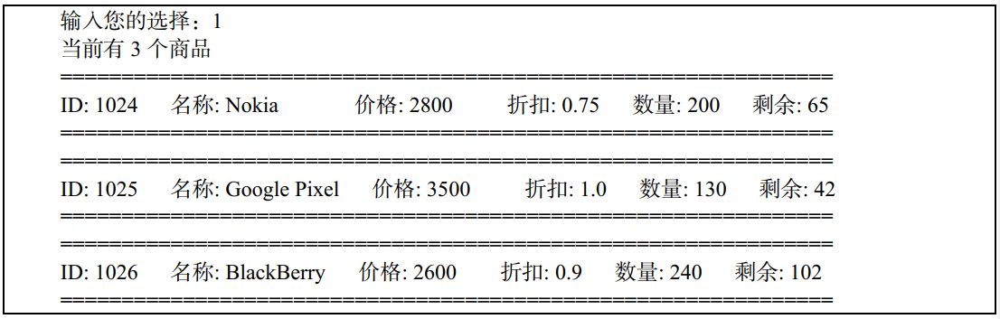 输入您的选择：1
当前有 3 个商品
===============================================================
ID: 1024 名称: Nokia 价格: 2800 折扣: 0.75 数量: 200 剩余: 65
===============================================================
===============================================================
ID: 1025 名称: Google Pixel 价格: 3500 折扣: 1.0 数量: 130 剩余: 42
===============================================================
===============================================================
ID: 1026 名称: BlackBerry 价格: 2600 折扣: 0.9 数量: 240 剩余: 102
===============================================================